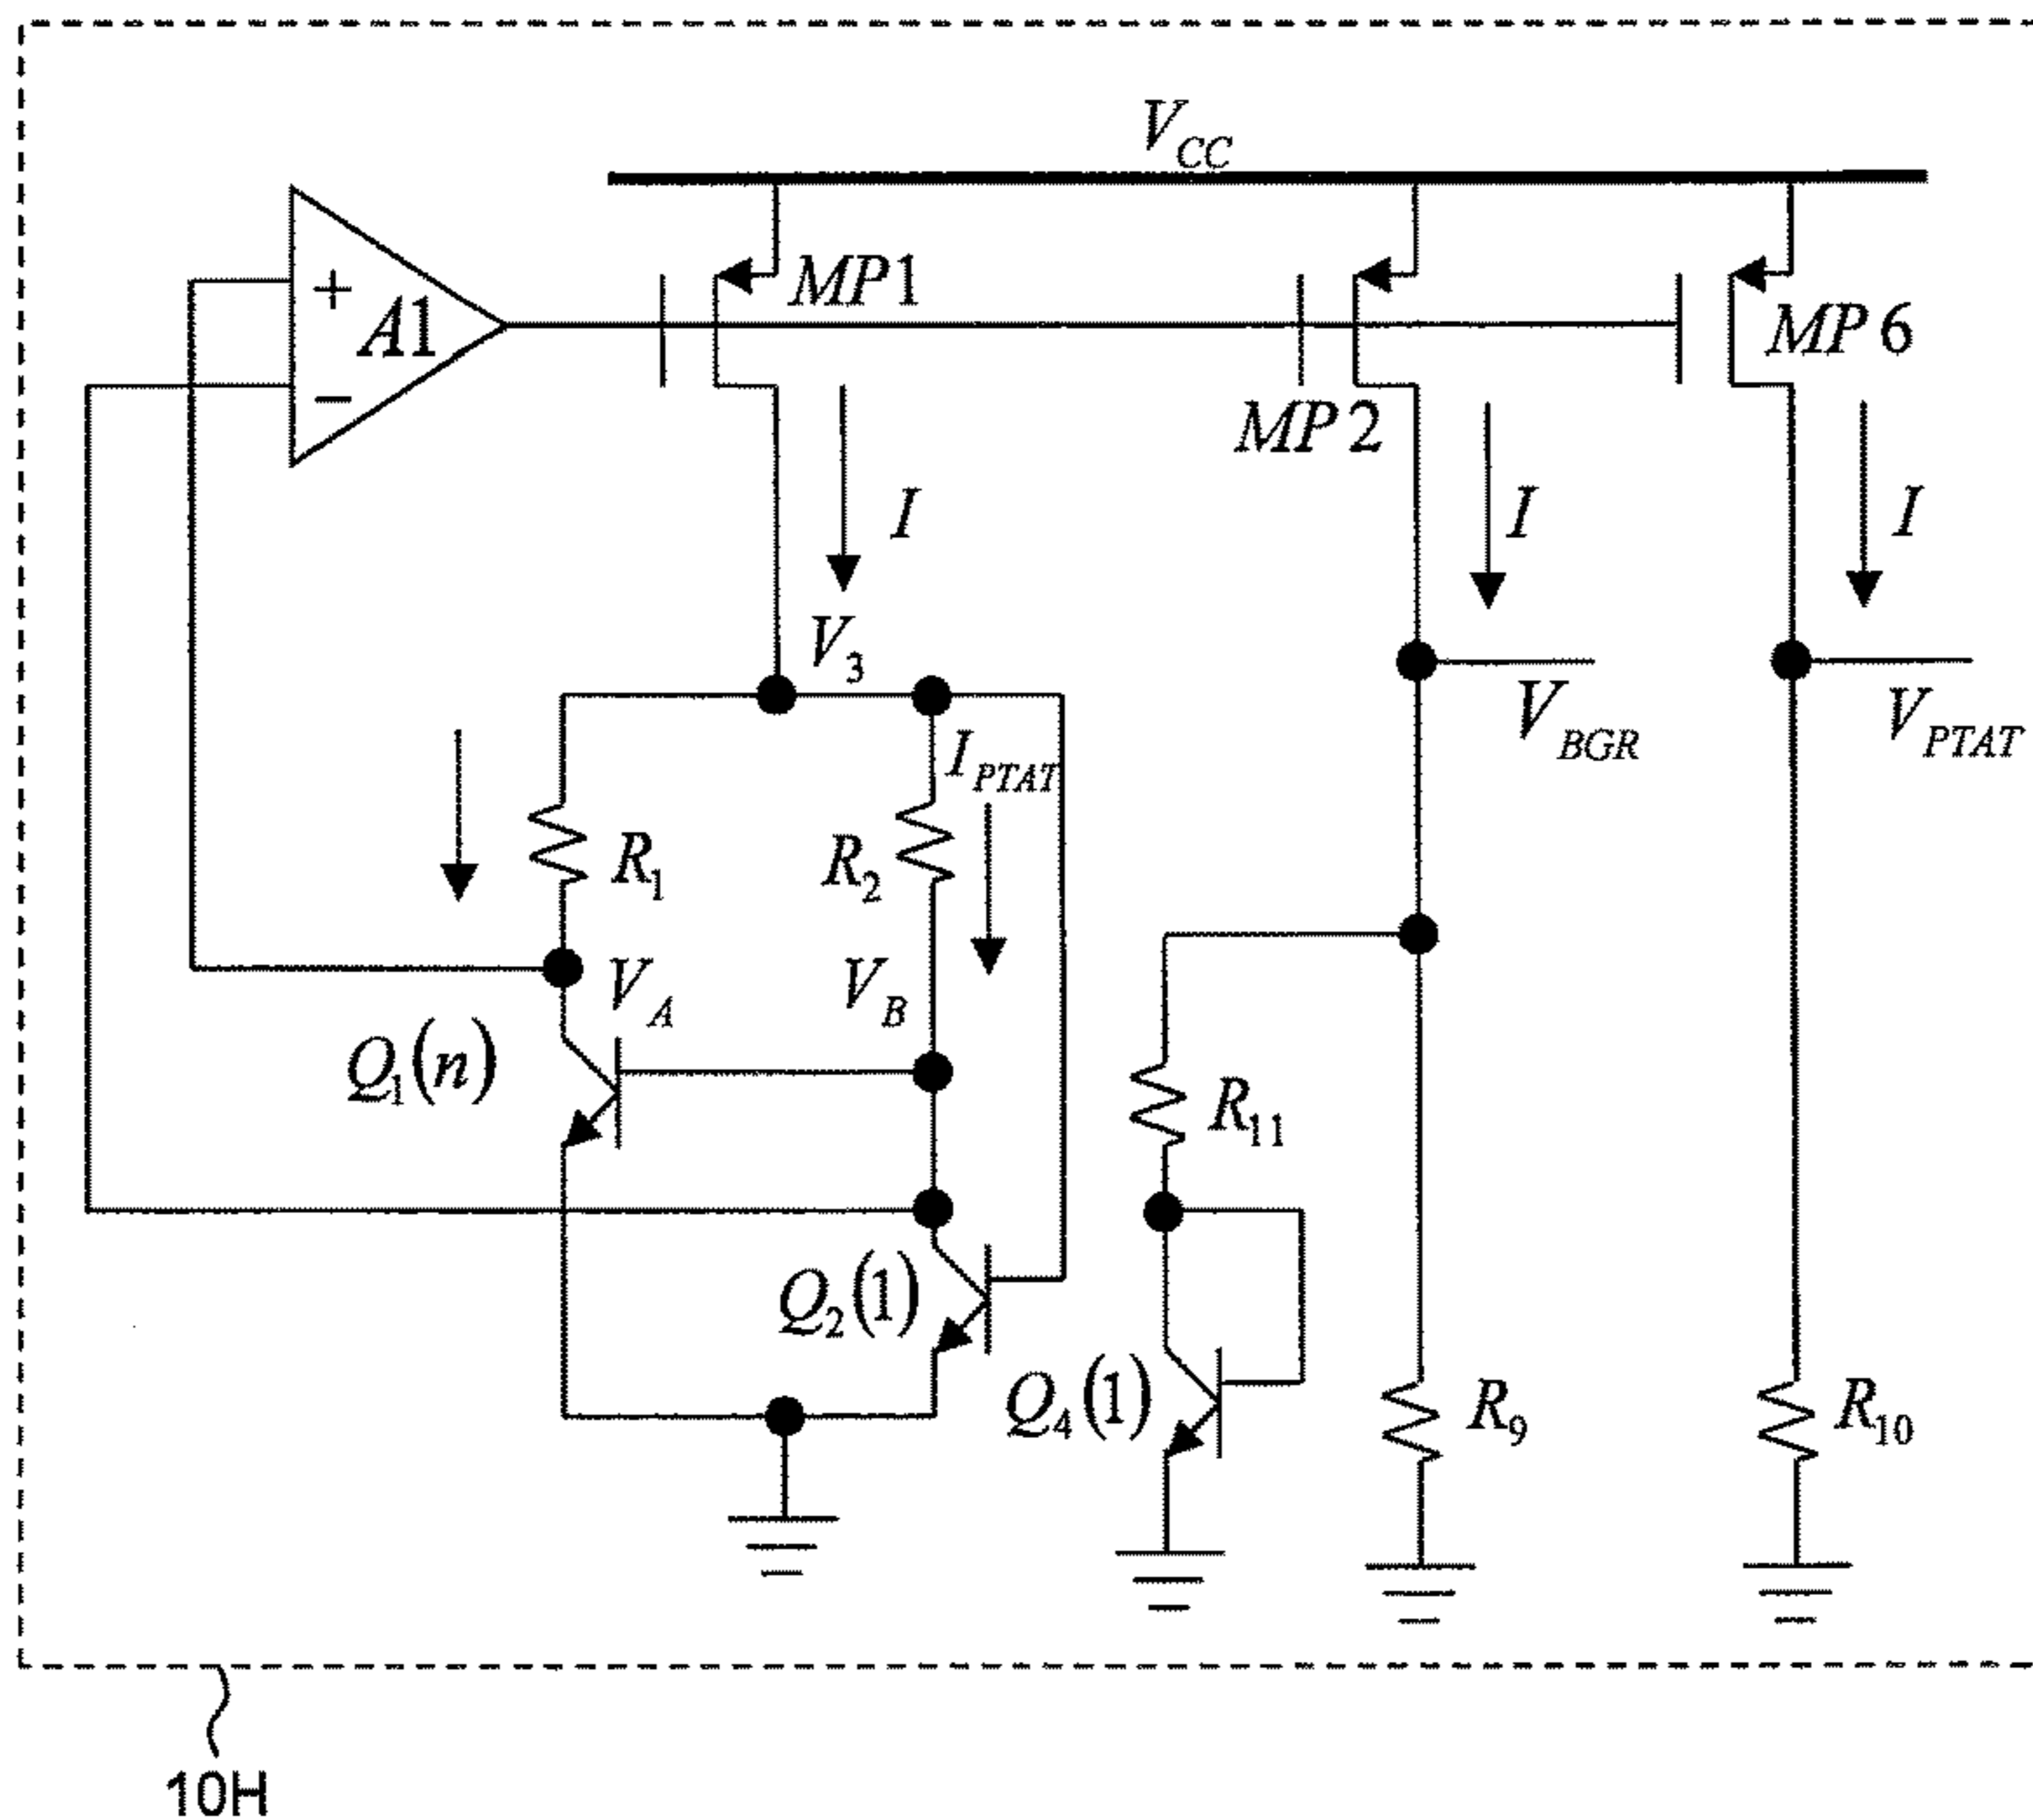 V_CC
+
A1
−
MP1
MP2
MP6
I
I
I
V_3
V_BGR
V_PTAT
I_PTAT
R_1
R_2
V_A
V_B
Q_1(n)
R_11
Q_2(1)
Q_4(1)
R_9
R_10
10H